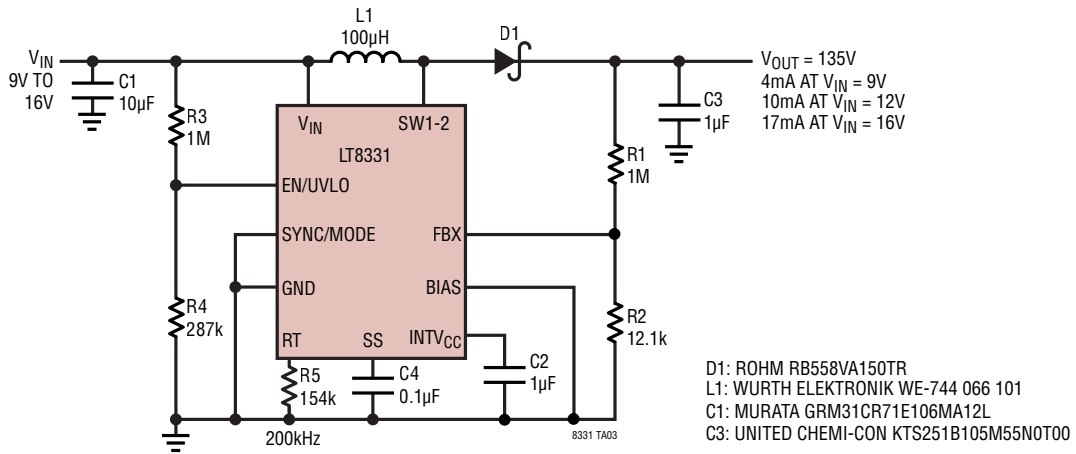 L1
100µH
D1
VIN
9V TO
16V
C1
10µF
R3
1M
VIN
SW1-2
LT8331
EN/UVLO
SYNC/MODE
FBX
GND
BIAS
RT
SS
INTVCC
R4
287k
R5
154k
C4
0.1µF
C2
1µF
R1
1M
R2
12.1k
C3
1µF
VOUT = 135V
4mA AT VIN = 9V
10mA AT VIN = 12V
17mA AT VIN = 16V
200kHz
8331 TA03
D1: ROHM RB558VA150TR
L1: WURTH ELEKTRONIK WE-744 066 101
C1: MURATA GRM31CR71E106MA12L
C3: UNITED CHEMI-CON KTS251B105M55N0T00